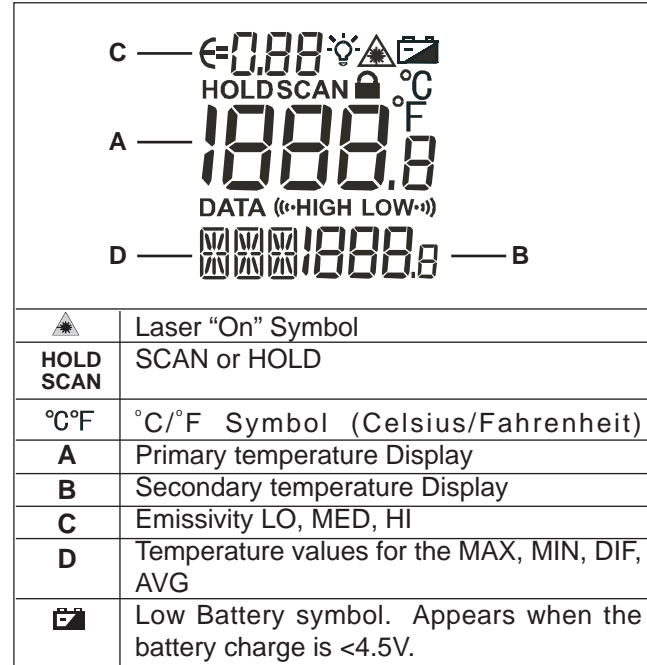 C
ϵ=0.88 °C
HOLD SCAN °F
A
1888.8
DATA HIGH LOW
D 1888.8 B
Laser “On” Symbol
HOLD
SCAN
SCAN or HOLD
°C°F °C/°F Symbol (Celsius/Fahrenheit)
A Primary temperature Display
B Secondary temperature Display
C Emissivity LO, MED, HI
D Temperature values for the MAX, MIN, DIF,
AVG
Low Battery symbol. Appears when the
battery charge is <4.5V.